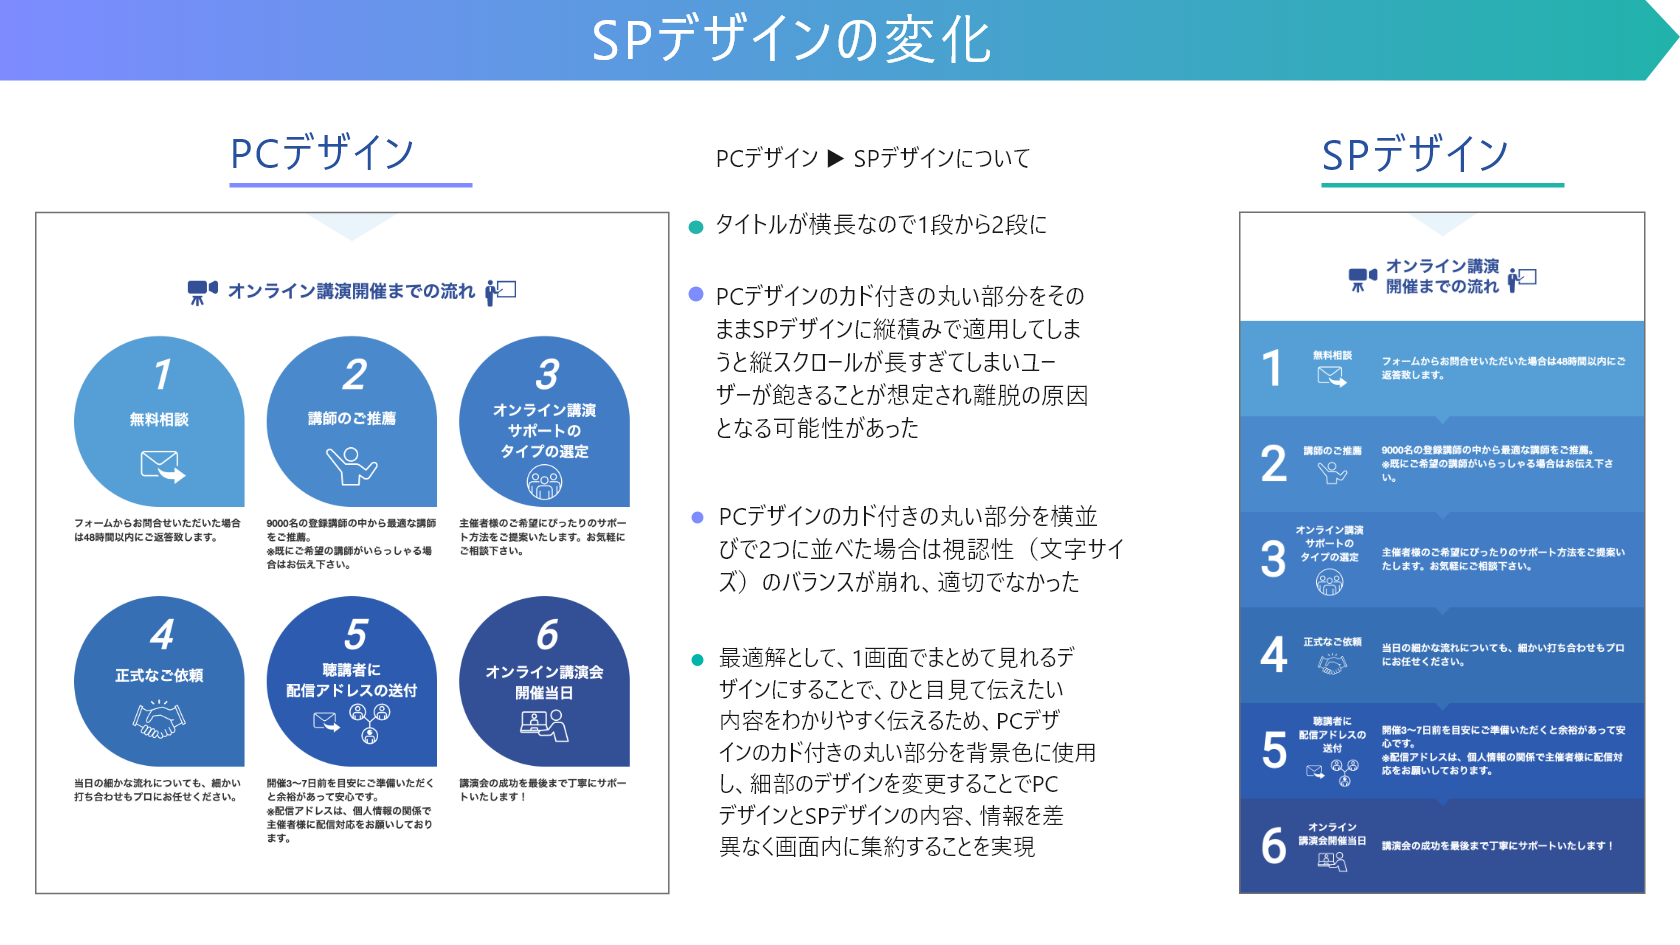 SPデザインの変化
PCデザイン
オンライン講演開催までの流れ
1
無料相談
フォームからお問合せいただいた場合
は48時間以内にご返答致します。
2
講師のご推薦
9000名の登録講師の中から最適な講師
をご推薦。
※既にご希望の講師がいらっしゃる場
合はお伝え下さい。
3
オンライン講演
サポートの
タイプの選定
主催者様のご希望にぴったりのサポー
ト方法をご提案いたします。お気軽に
ご相談下さい。
4
正式なご依頼
当日の細かな流れについても、細かい
打ち合わせもプロにお任せください。
5
聴講者に
配信アドレスの送付
開催3〜7日前を目安にご準備いただく
と余裕があって安心です。
※配信アドレスは、個人情報の関係で
主催者様に配信対応をお願いしており
ます。
6
オンライン講演会
開催当日
講演会の成功を最後まで丁寧にサポー
トいたします！
PCデザイン ▶ SPデザインについて
● タイトルが横長なので1段から2段に
● PCデザインのカド付きの丸い部分をその
ままSPデザインに縦積みで適用してしま
うと縦スクロールが長すぎてしまいユー
ザーが飽きることが想定され離脱の原因
となる可能性があった
● PCデザインのカド付きの丸い部分を横並
びで2つに並べた場合は視認性（文字サイ
ズ）のバランスが崩れ、適切でなかった
● 最適解として、1画面でまとめて見れるデ
ザインにすることで、ひと目見て伝えたい
内容をわかりやすく伝えるため、PCデザ
インのカド付きの丸い部分を背景色に使用
し、細部のデザインを変更することでPC
デザインとSPデザインの内容、情報を差
異なく画面内に集約することを実現
SPデザイン
オンライン講演
開催までの流れ
1
無料相談
フォームからお問合せいただいた場合は48時間以内にご
返答致します。
2
講師のご推薦
9000名の登録講師の中から最適な講師をご推薦。
※既にご希望の講師がいらっしゃる場合はお伝え下さ
い。
3
オンライン講演
サポートの
タイプの選定
主催者様のご希望にぴったりのサポート方法をご提案い
たします。お気軽にご相談下さい。
4
正式なご依頼
当日の細かな流れについても、細かい打ち合わせもプロ
にお任せください。
5
聴講者に
配信アドレスの
送付
開催3〜7日前を目安にご準備いただくと余裕があって安
心です。
※配信アドレスは、個人情報の関係で主催者様に配信対
応をお願いしております。
6
オンライン
講演会開催当日
講演会の成功を最後まで丁寧にサポートいたします！